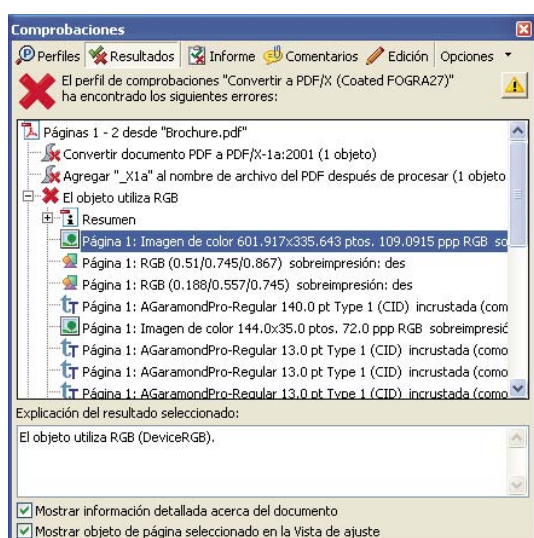 Comprobaciones
Perfiles Resultados Informe Comentarios Edición Opciones
El perfil de comprobaciones "Convertir a PDF/X (Coated FOGRA27)"
ha encontrado los siguientes errores:
Páginas 1 - 2 desde "Brochure.pdf"
Convertir documento PDF a PDF/X-1a:2001 (1 objeto)
Agregar "_X1a" al nombre de archivo del PDF después de procesar (1 objeto
El objeto utiliza RGB
Resumen
Página 1: Imagen de color 601.917x335.643 ptos. 109.0915 ppp RGB so
Página 1: RGB (0.51/0.745/0.867) sobreimpresión: des
Página 1: RGB (0.188/0.557/0.745) sobreimpresión: des
Página 1: AGaramondPro-Regular 140.0 pt Type 1 (CID) incrustada (com
Página 1: Imagen de color 144.0x35.0 ptos. 72.0 ppp RGB sobreimpresió
Página 1: AGaramondPro-Regular 13.0 pt Type 1 (CID) incrustada (como
Página 1: AGaramondPro-Regular 13.0 pt Type 1 (CID) incrustada (como
Página 1: AGaramondPro-Regular 13.0 pt Type 1 (CID) incrustada (como
Explicación del resultado seleccionado:
El objeto utiliza RGB (DeviceRGB).
Mostrar información detallada acerca del documento
Mostrar objeto de página seleccionado en la Vista de ajuste